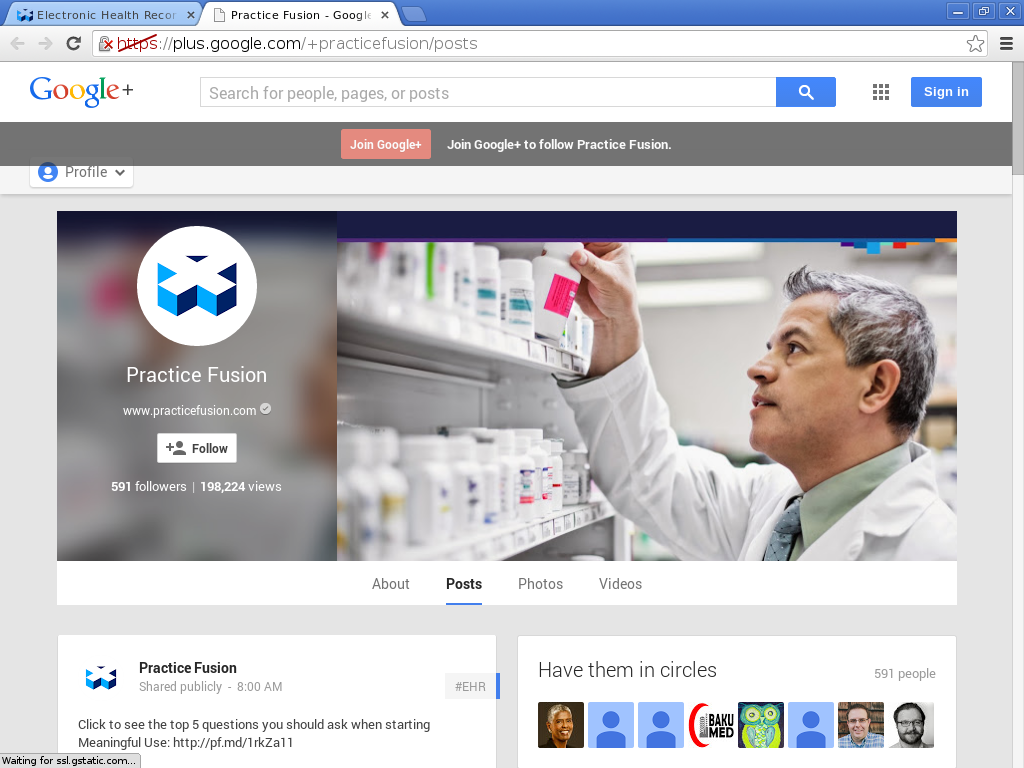 Electronic Health Recor
Practice Fusion - Google
https://plus.google.com/+practicefusion/posts
Google+
Search for people, pages, or posts
Sign in
Join Google+
Join Google+ to follow Practice Fusion.
Profile
Practice Fusion
www.practicefusion.com
Follow
591 followers | 198,224 views
About
Posts
Photos
Videos
Practice Fusion
Shared publicly - 8:00 AM
#EHR
Click to see the top 5 questions you should ask when starting
Meaningful Use: http://pf.md/1rkZa11
Have them in circles
591 people
BAKU
MED
Waiting for ssl.gstatic.com...